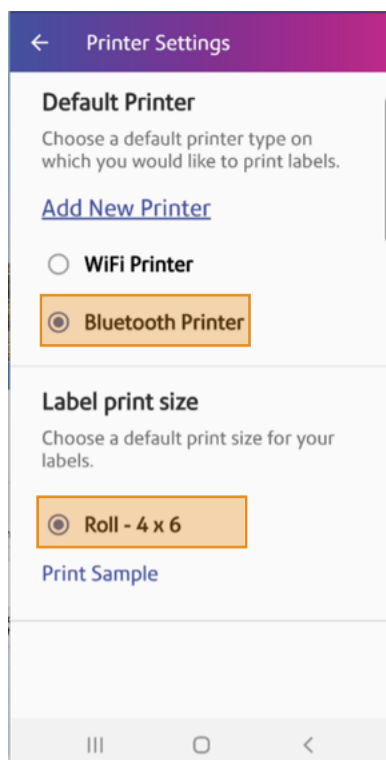 Printer Settings
Default Printer
Choose a default printer type on
which you would like to print labels.
Add New Printer
WiFi Printer
Bluetooth Printer
Label print size
Choose a default print size for your
labels.
Roll - 4 x 6
Print Sample